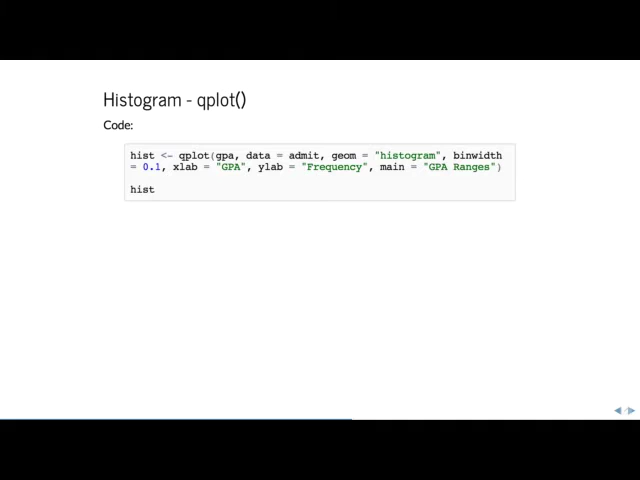 Histogram - qplot()
Code:
hist <- qplot(gpa, data = admit, geom = "histogram", binwidth
= 0.1, xlab = "GPA", ylab = "Frequency", main = "GPA Ranges")
hist